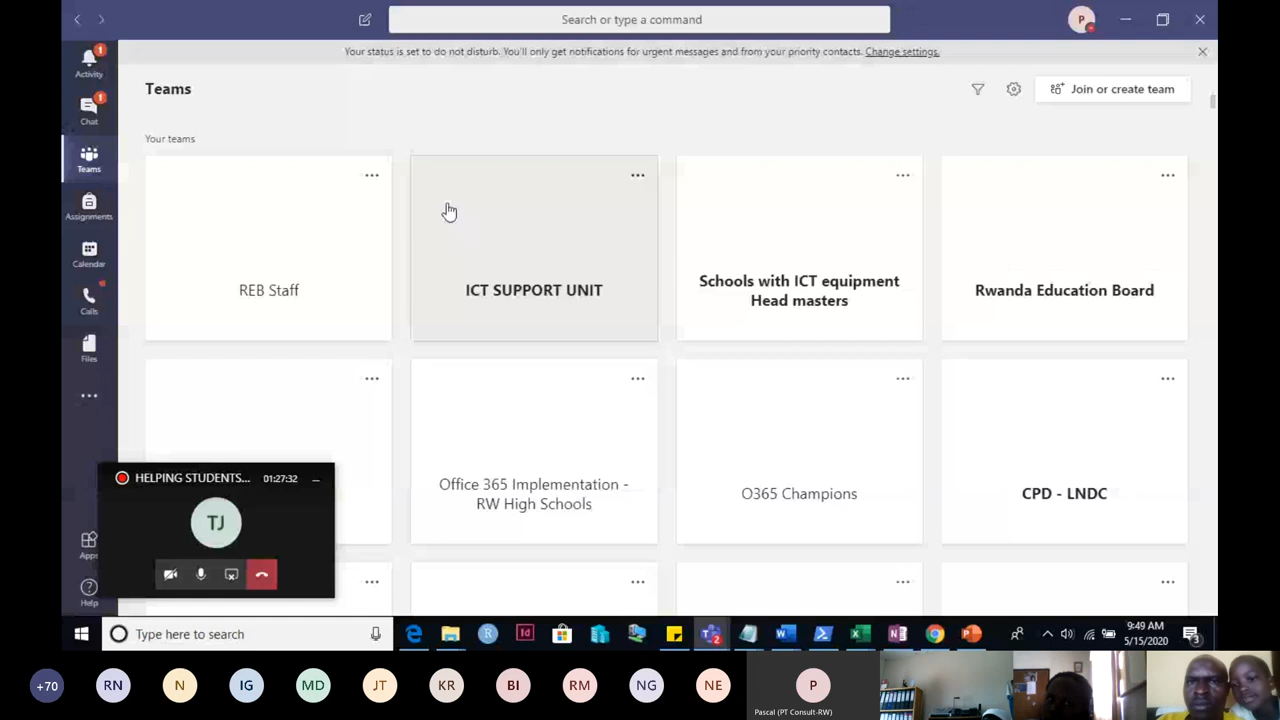 Search or type a command
P
Your status is set to do not disturb. You'll only get notifications for urgent messages and from your priority contacts. Change settings.
1
Activity
1
Chat
Teams
Assignments
Calendar
Calls
Files
Apps
Help
Teams
Join or create team
Your teams
REB Staff
ICT SUPPORT UNIT
Schools with ICT equipment
Head masters
Rwanda Education Board
Office 365 Implementation -
RW High Schools
O365 Champions
CPD - LNDC
HELPING STUDENTS...
01:27:32
TJ
Type here to search
9:49 AM
5/15/2020
+70
RN
N
IG
MD
JT
KR
BI
RM
NG
NE
P
Pascal (PT Consult-RW)